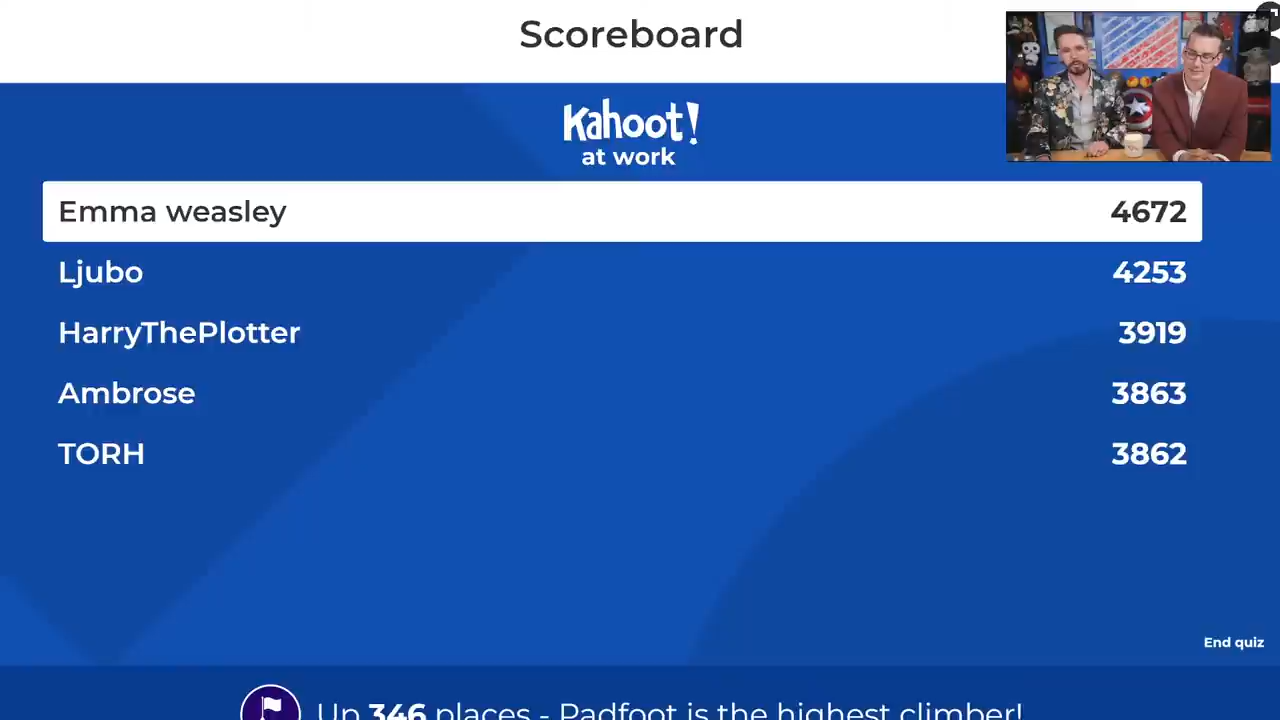 Scoreboard
Kahoot!
at work
Emma weasley 4672
Ljubo 4253
HarryThePlotter 3919
Ambrose 3863
TORH 3862
End quiz
Up 346 places - Padfoot is the highest climber!